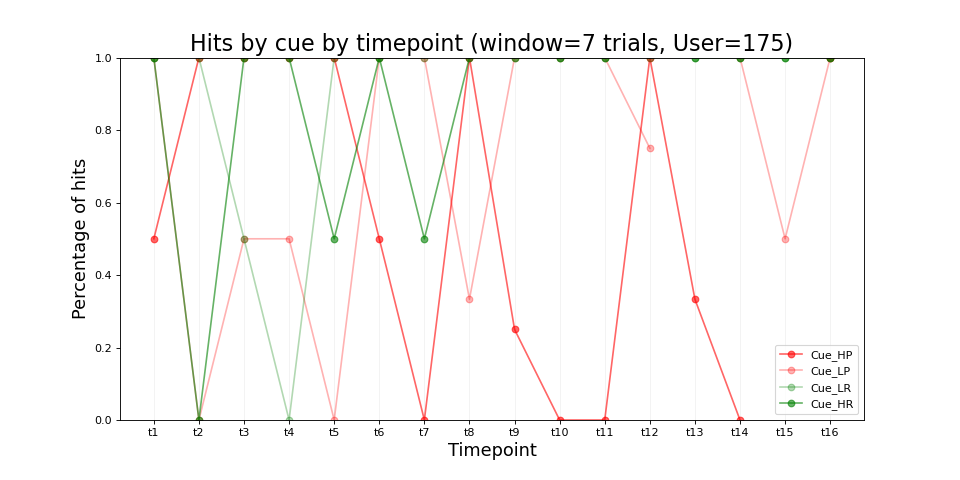 Hits by cue by timepoint (window=7 trials, User=175)
Percentage of hits
1.0
0.8
0.6
0.4
0.2
0.0
Cue_HP
Cue_LP
Cue_LR
Cue_HR
t1 t2 t3 t4 t5 t6 t7 t8 t9 t10 t11 t12 t13 t14 t15 t16
Timepoint